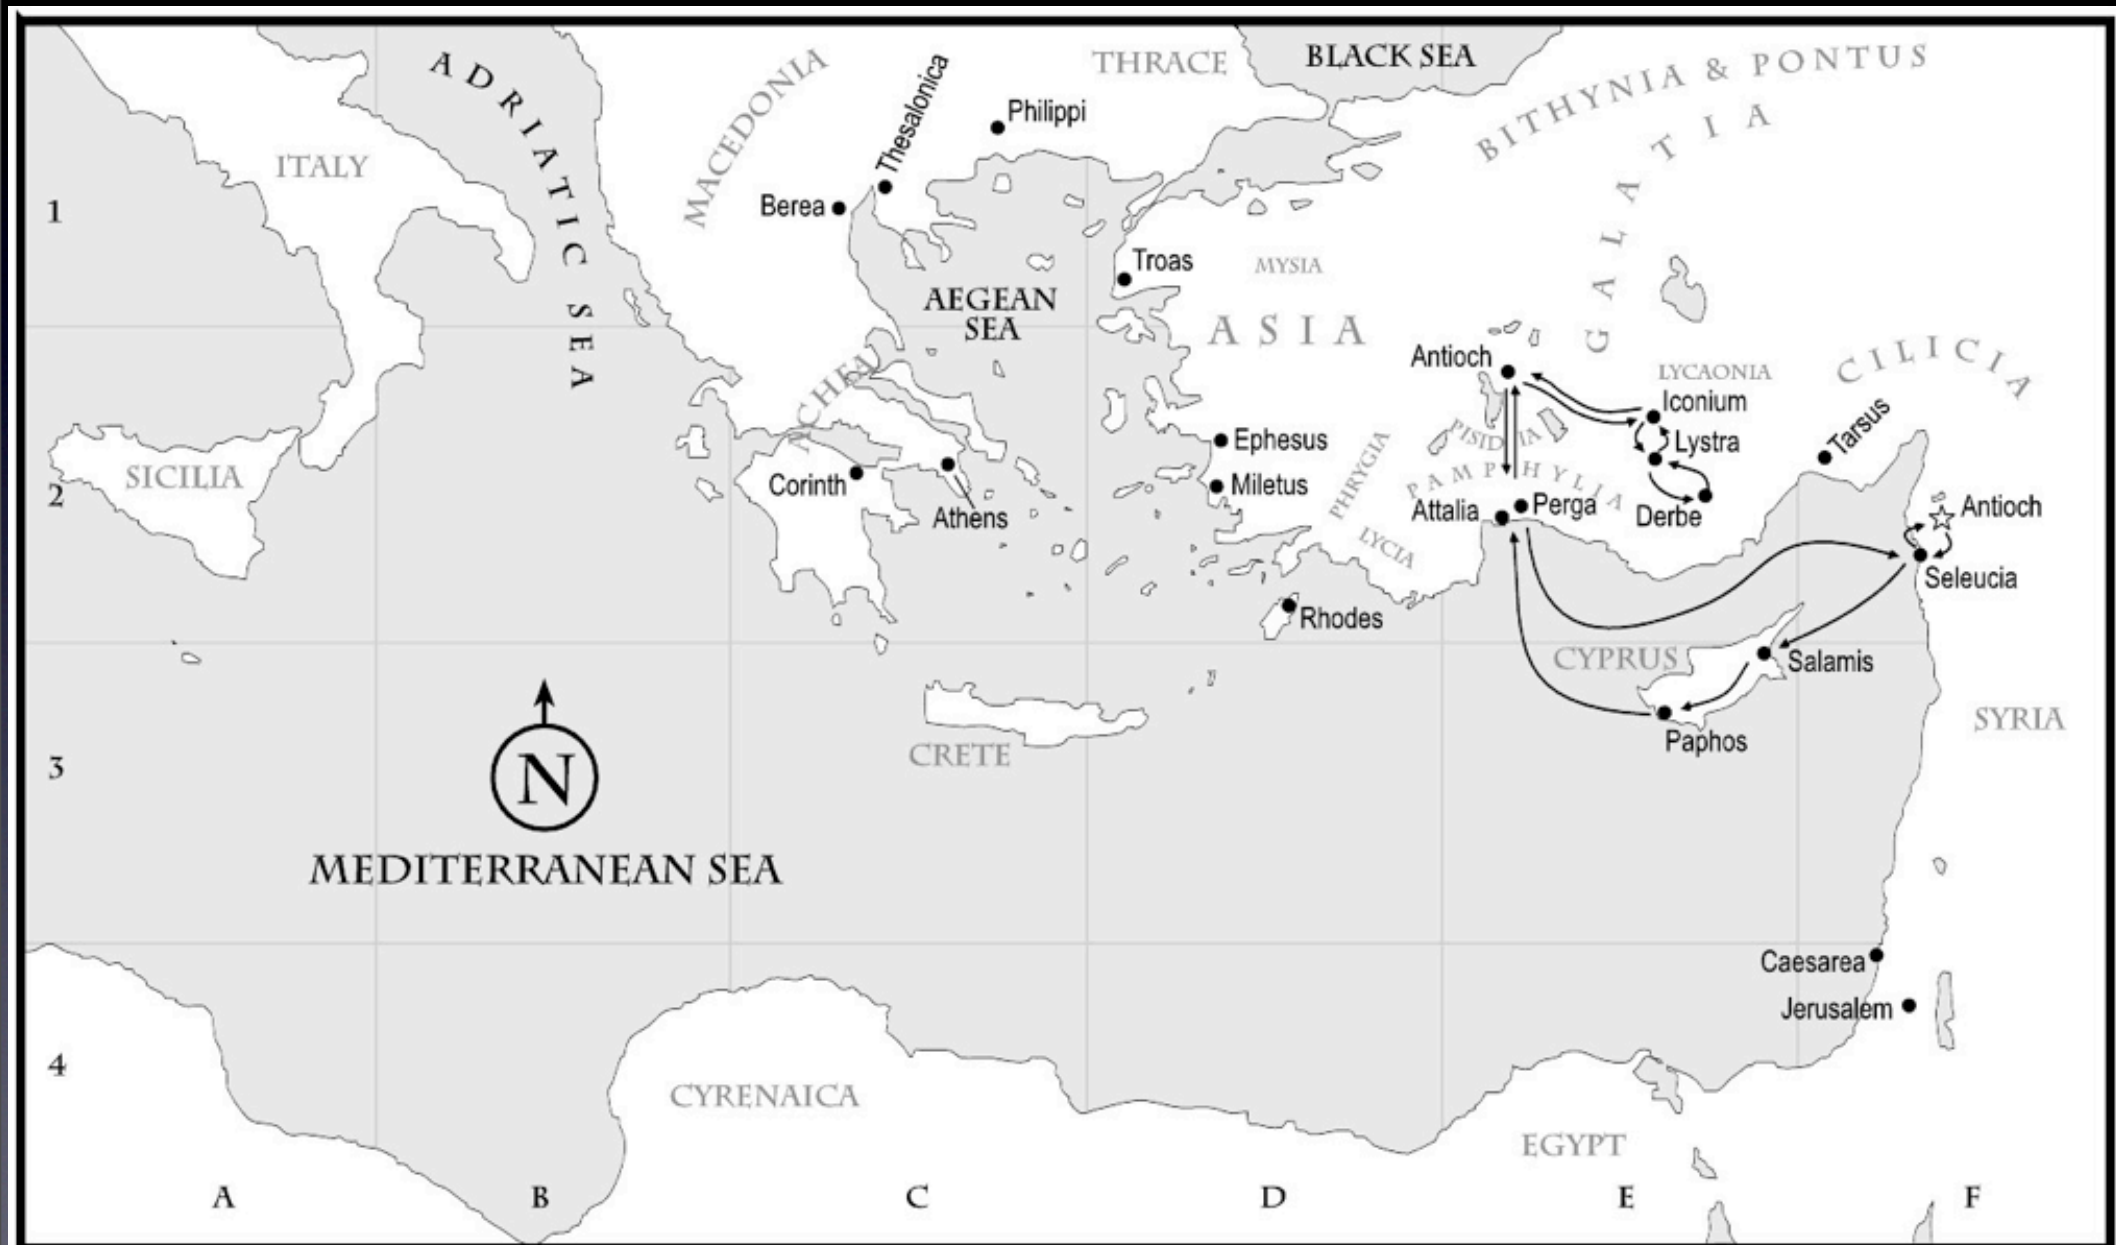 ADRIATIC SEA
MACEDONIA
Thesalonica
THRACE
BLACK SEA
BITHYNIA & PONTUS
GALATIA
Philippi
ITALY
Berea
1
Troas
MYSIA
AEGEAN
SEA
ASIA
ACHEA
Antioch
LYCAONIA
CILICIA
Iconium
Tarsus
Ephesus
PISIDIA
Lystra
SICILIA
Corinth
Miletus
PHRYGIA
PAMPHYLIA
2
Athens
Attalia
Perga
Derbe
Antioch
LYCIA
Seleucia
Rhodes
CYPRUS
Salamis
SYRIA
Paphos
CRETE
3
N
MEDITERRANEAN SEA
Caesarea
Jerusalem
4
CYRENAICA
EGYPT
A
B
C
D
E
F